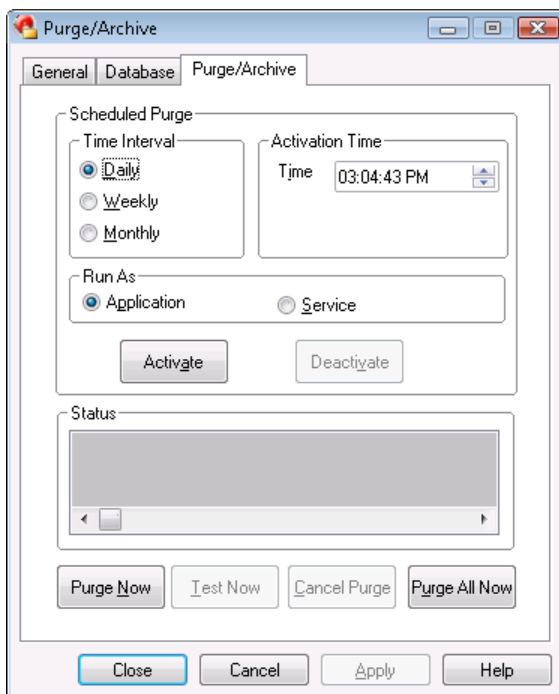 Purge/Archive
General Database Purge/Archive
Scheduled Purge
Time Interval
Daily
Weekly
Monthly
Activation Time
Time 03:04:43 PM
Run As
Application Service
Activate Deactivate
Status
Purge Now Test Now Cancel Purge Purge All Now
Close Cancel Apply Help